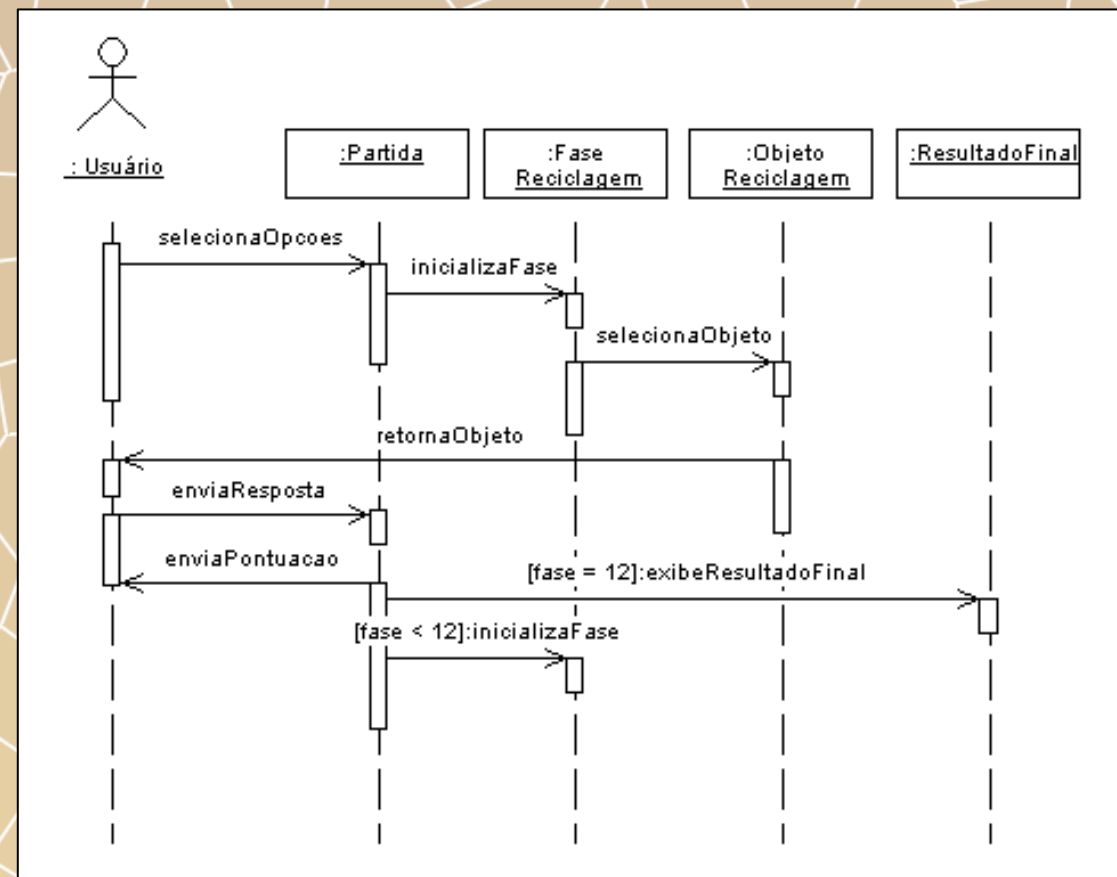 : Usuário
:Partida
:Fase
Reciclagem
:Objeto
Reciclagem
:ResultadoFinal
selecionaOpcoes
inicializaFase
selecionaObjeto
retornaObjeto
enviaResposta
enviaPontuacao
[fase = 12]:exibeResultadoFinal
[fase < 12]:inicializaFase